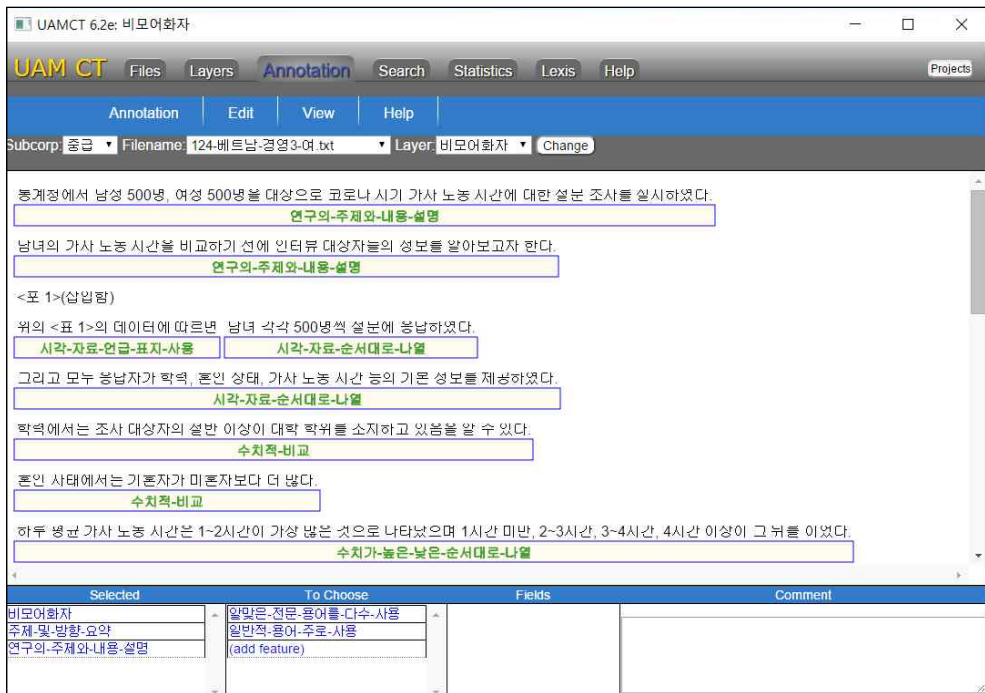 UAMCT 6.2e: 비모어화자
UAM CT Files Layers Annotation Search Statistics Lexis Help Projects
Annotation Edit View Help
Subcorp: 중급 Filename: 124-베트남-경영3-여.txt Layer: 비모어화자 Change
통계청에서 남성 500명, 여성 500명을 대상으로 코로나 시기 가사 노동 시간에 대한 설문 조사를 실시하였다.
연구의-주제와-내용-설명
남녀의 가사 노동 시간을 비교하기 전에 인터뷰 대상자들의 정보를 알아보고자 한다.
연구의-주제와-내용-설명
<표 1>(삽입함)
위의 <표 1>의 데이터에 따르면 남녀 각각 500명씩 설문에 응답하였다.
시각-자료-언급-표지-사용 시각-자료-순서대로-나열
그리고 모두 응답자가 학력, 혼인 상태, 가사 노동 시간 등의 기본 정보를 제공하였다.
시각-자료-순서대로-나열
학력에서는 조사 대상자의 절반 이상이 대학 학위를 소지하고 있음을 알 수 있다.
수치적-비교
혼인 사태에서는 기혼자가 미혼자보다 더 많다.
수치적-비교
하루 평균 가사 노동 시간은 1~2시간이 가장 많은 것으로 나타났으며 1시간 미만, 2~3시간, 3~4시간, 4시간 이상이 그 뒤를 이었다.
수치가-높은-낮은-순서대로-나열
Selected To Choose Fields Comment
비모어화자 알맞은-전문-용어를-다수-사용
주제-및-방향-요약 일반적-용어-주로-사용
연구의-주제와-내용-설명 (add feature)